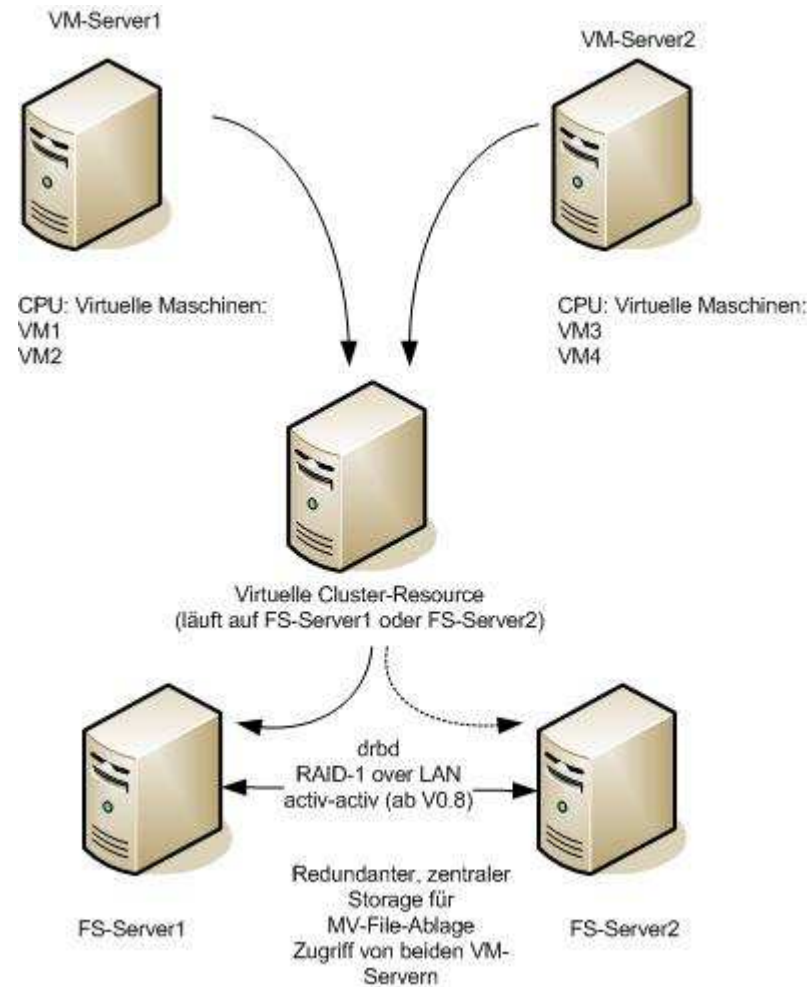 VM-Server1
VM-Server2
CPU: Virtuelle Maschinen:
VM1
VM2
CPU: Virtuelle Maschinen:
VM3
VM4
Virtuelle Cluster-Resource
(läuft auf FS-Server1 oder FS-Server2)
drbd
RAID-1 over LAN
activ-activ (ab V0.8)
Redundanter, zentraler
Storage für
MV-File-Ablage
Zugriff von beiden VM-
Servern
FS-Server1
FS-Server2